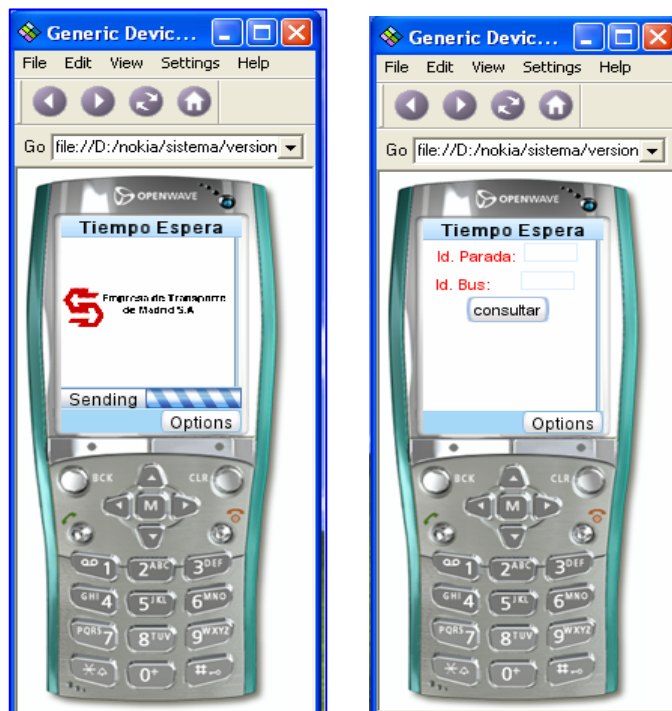 Generic Devic...
File Edit View Settings Help
Go file://D:/nokia/sistema/version
OPENWAVE
Tiempo Espera
Empresa de Transporte
de Madrid S.A
Sending
Options
BCK CLR
M
1 2ABC 3DEF
GHI4 5JKL 6MNO
PQRS7 8TUV 9WXYZ
* 0+ #
Generic Devic...
File Edit View Settings Help
Go file://D:/nokia/sistema/version
OPENWAVE
Tiempo Espera
Id. Parada:
Id. Bus:
consultar
Options
BCK CLR
M
1 2ABC 3DEF
GHI4 5JKL 6MNO
PQRS7 8TUV 9WXYZ
* 0+ #